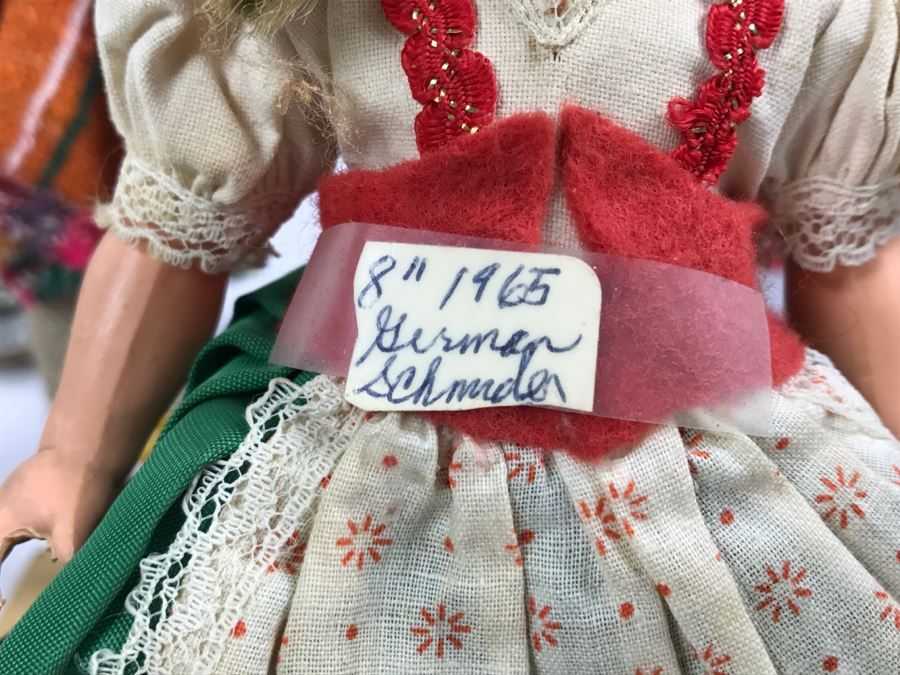 8" 1965
German
Schmider